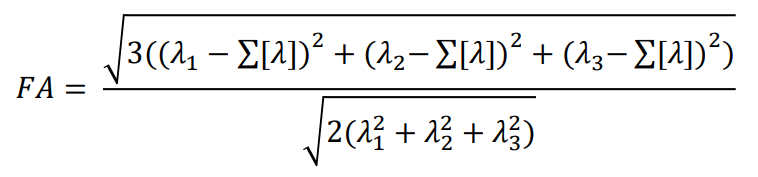 FA = √(3((λ₁ − Σ[λ])² + (λ₂− Σ[λ])² + (λ₃− Σ[λ])²)) / √(2(λ₁² + λ₂² + λ₃²))